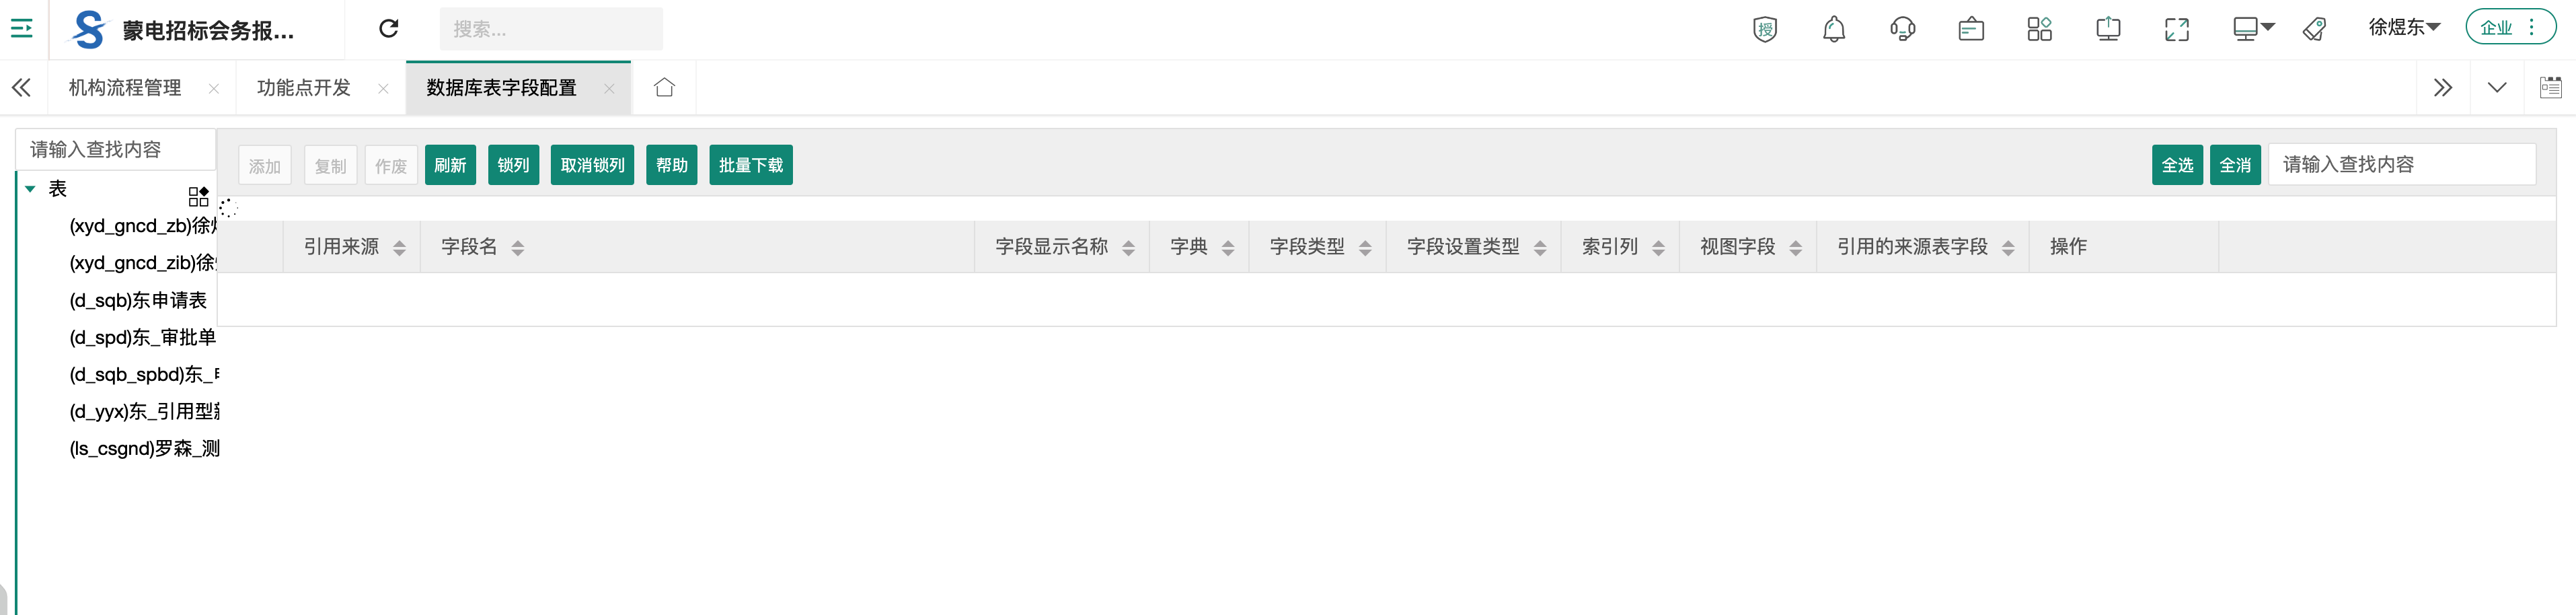 蒙电招标会务报...
搜索...
授
徐煜东
企业
机构流程管理
功能点开发
数据库表字段配置
请输入查找内容
添加 复制 作废 刷新 锁列 取消锁列 帮助 批量下载
全选 全消 请输入查找内容
表
引用来源 字段名 字段显示名称 字典 字段类型 字段设置类型 索引列 视图字段 引用的来源表字段 操作
(xyd_gncd_zb)徐
(xyd_gncd_zib)徐
(d_sqb)东申请表
(d_spd)东_审批单
(d_sqb_spbd)东_
(d_yyx)东_引用型
(ls_csgnd)罗森_测